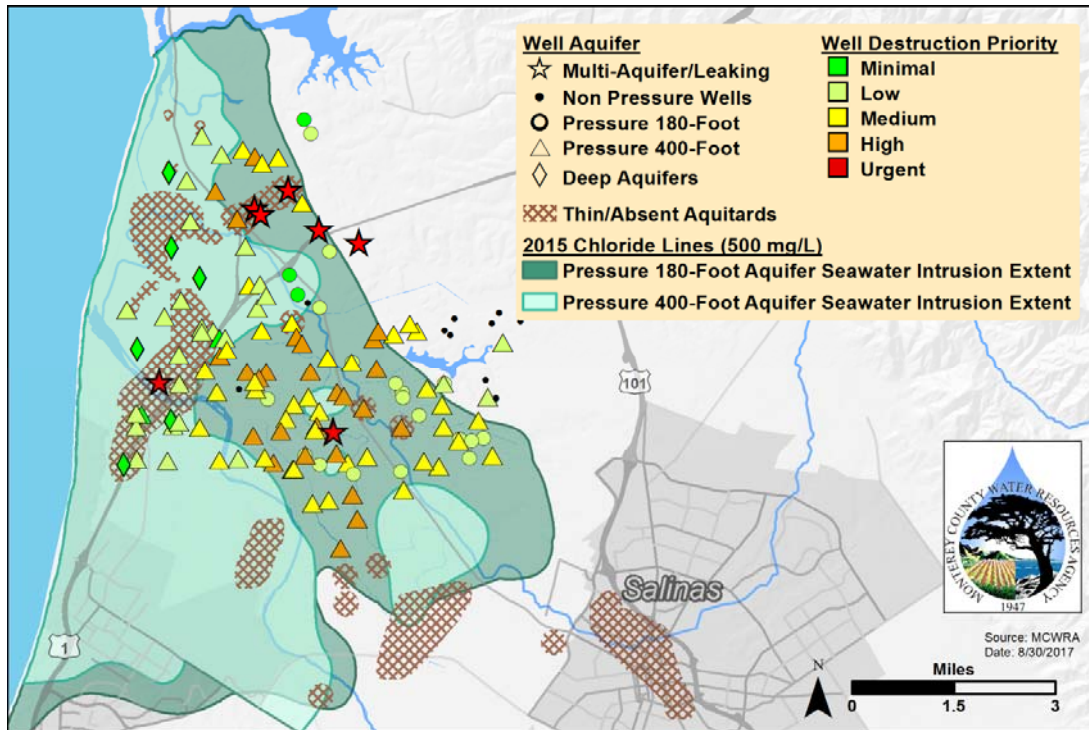 Well Aquifer
Multi-Aquifer/Leaking
Non Pressure Wells
Pressure 180-Foot
Pressure 400-Foot
Deep Aquifers
Thin/Absent Aquitards
Well Destruction Priority
Minimal
Low
Medium
High
Urgent
2015 Chloride Lines (500 mg/L)
Pressure 180-Foot Aquifer Seawater Intrusion Extent
Pressure 400-Foot Aquifer Seawater Intrusion Extent
101
Salinas
1
MONTEREY COUNTY WATER RESOURCES AGENCY
1947
Source: MCWRA
Date: 8/30/2017
N
Miles
0 1.5 3